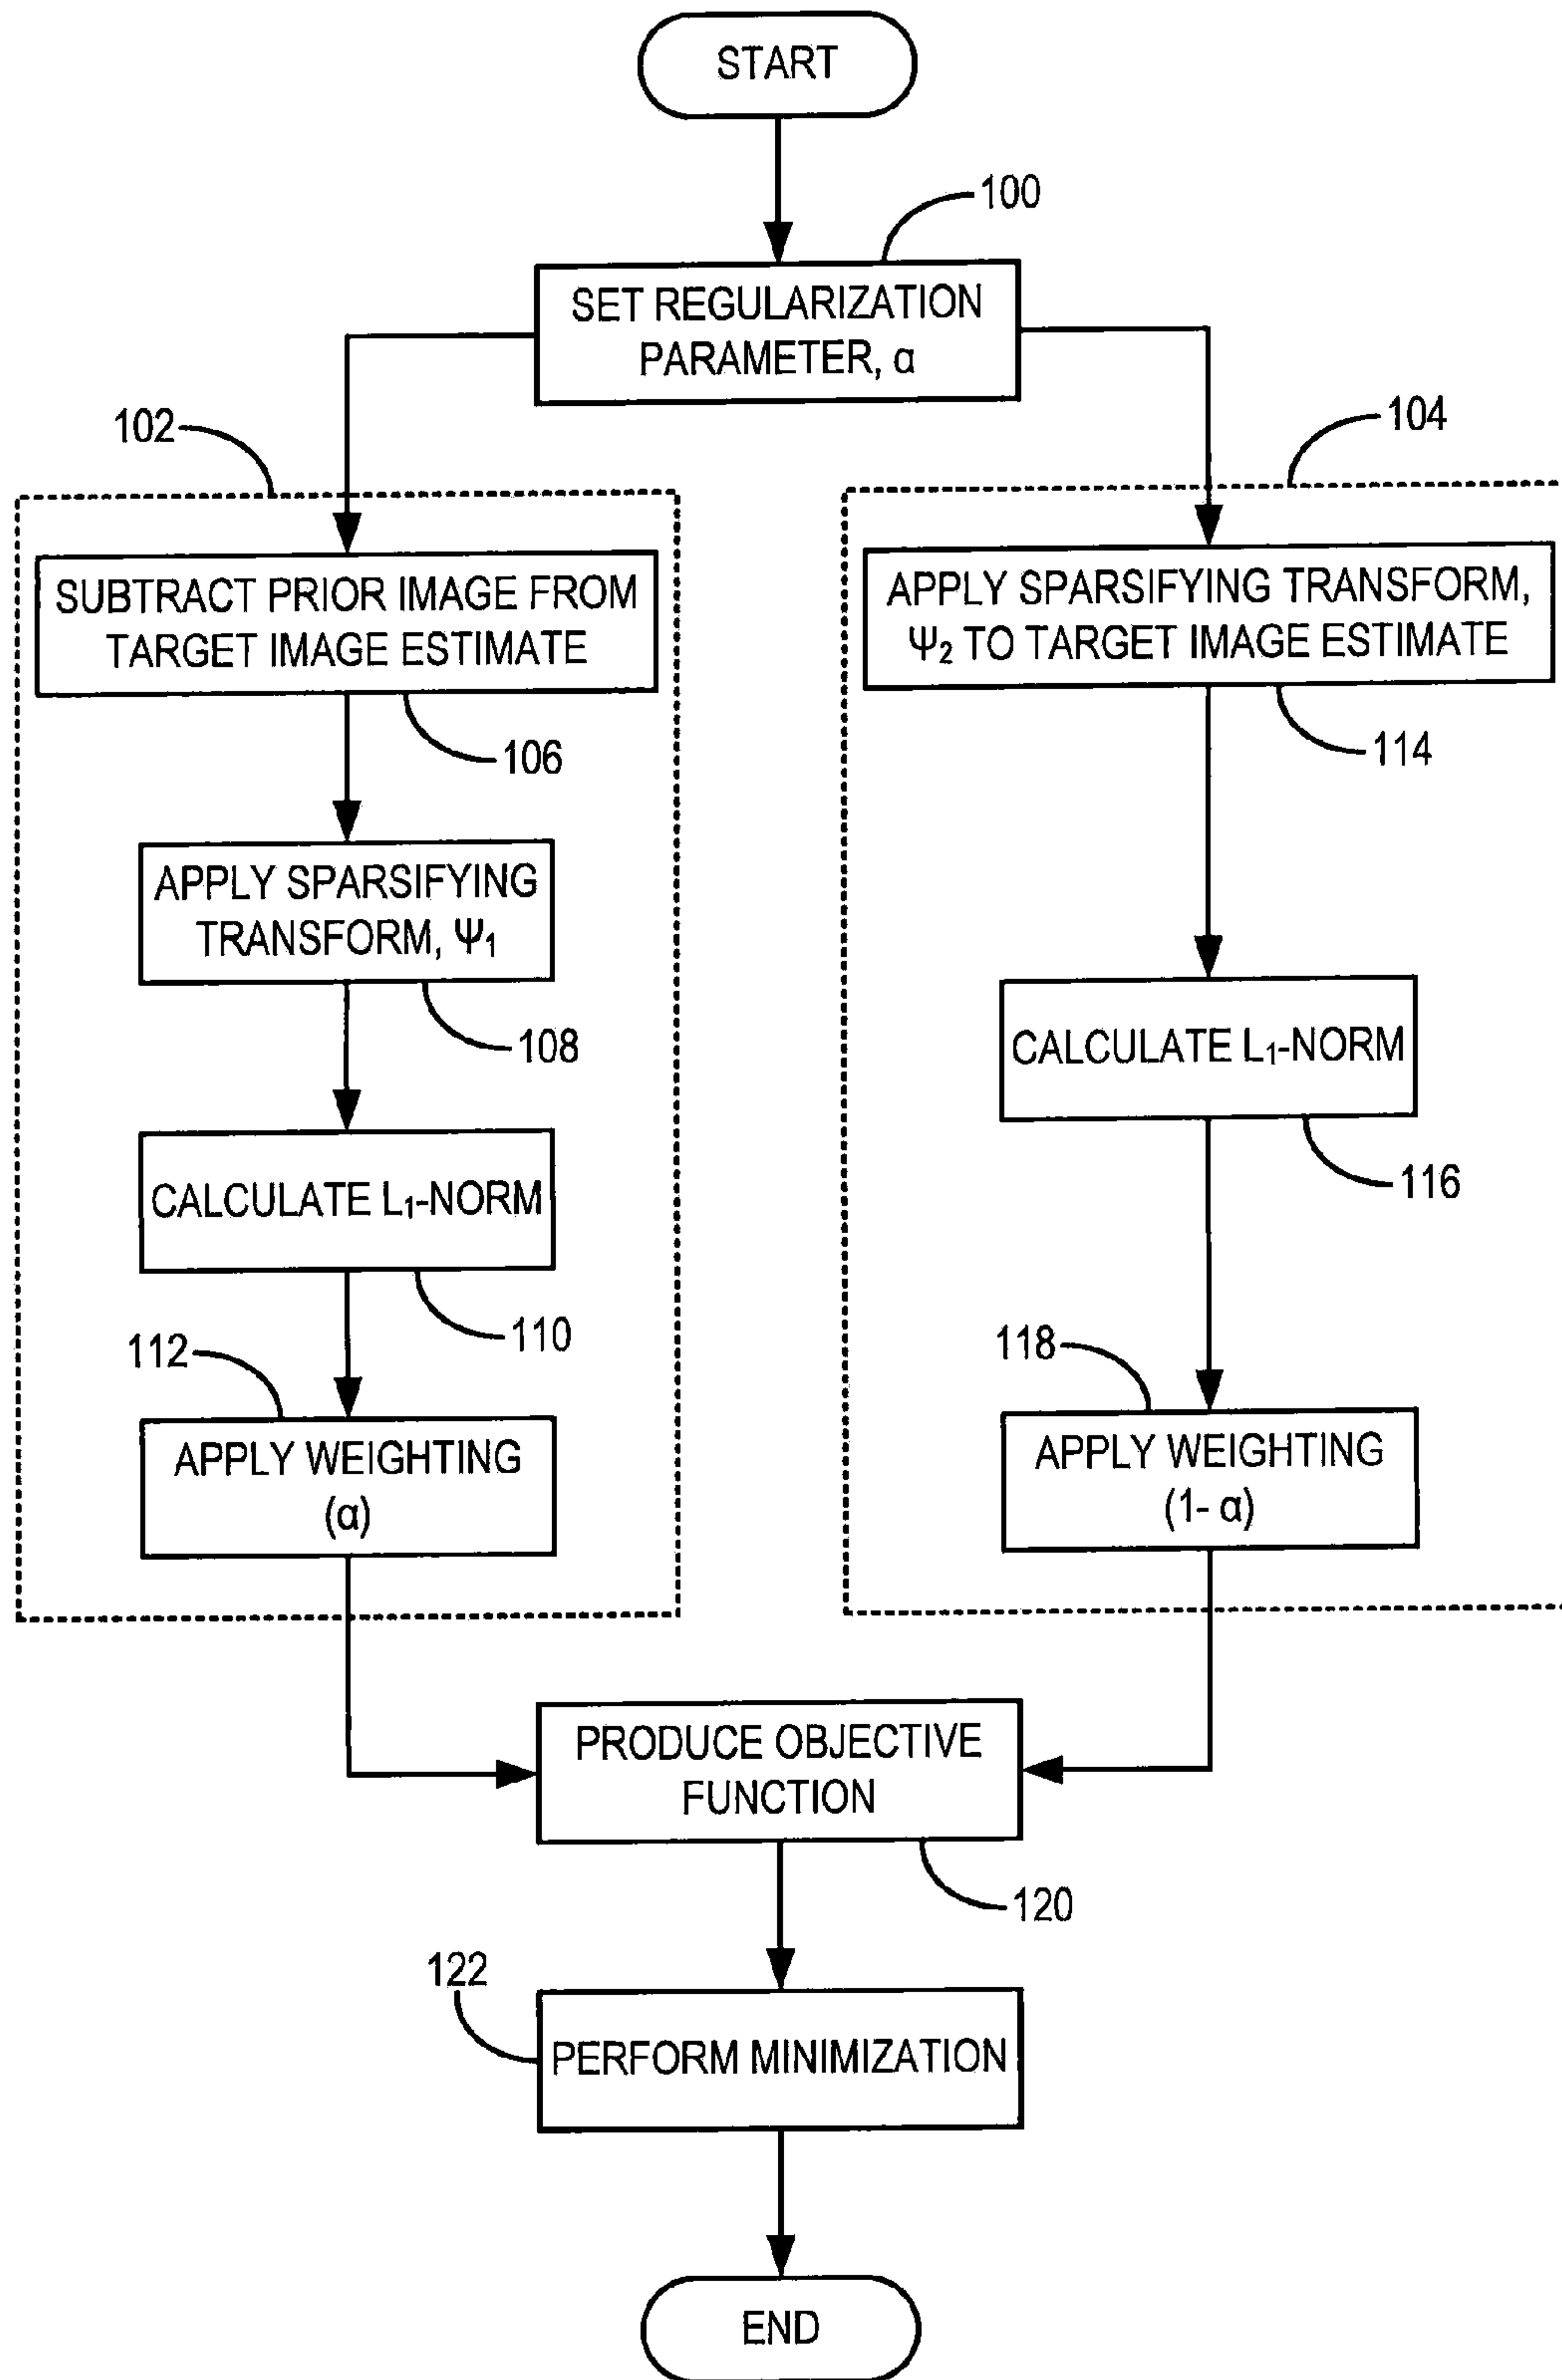 START
100
SET REGULARIZATION
PARAMETER, α
102
104
SUBTRACT PRIOR IMAGE FROM
TARGET IMAGE ESTIMATE
106
APPLY SPARSIFYING
TRANSFORM, Ψ₁
108
CALCULATE L₁-NORM
110
112
APPLY WEIGHTING
(α)
APPLY SPARSIFYING TRANSFORM,
Ψ₂ TO TARGET IMAGE ESTIMATE
114
CALCULATE L₁-NORM
116
118
APPLY WEIGHTING
(1- α)
PRODUCE OBJECTIVE
FUNCTION
120
122
PERFORM MINIMIZATION
END